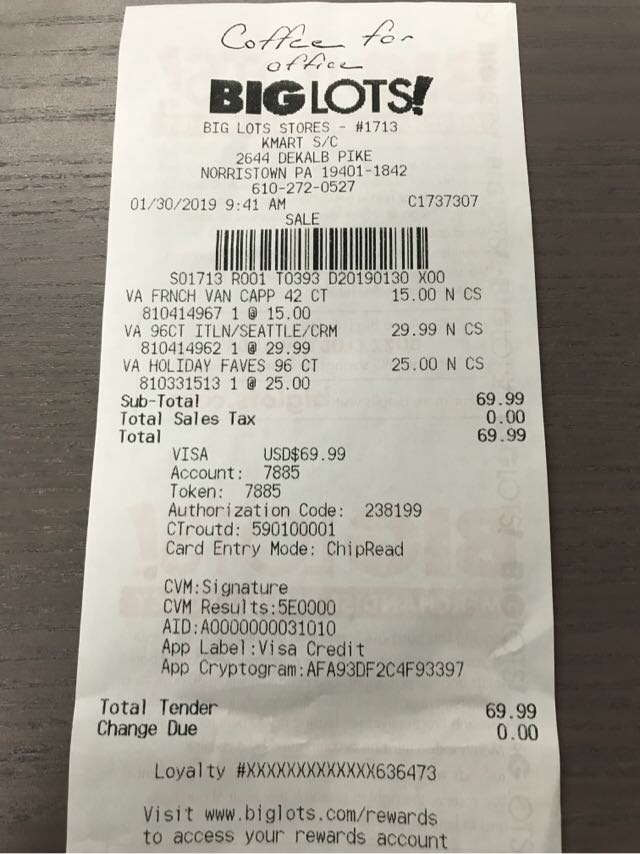 Coffee for
office
BIG LOTS!
BIG LOTS STORES - #1713
KMART S/C
2644 DEKALB PIKE
NORRISTOWN PA 19401-1842
610-272-0527
01/30/2019 9:41 AM C1737307
SALE
S01713 R001 T0393 D20190130 X00
VA FRNCH VAN CAPP 42 CT 15.00 N CS
810414967 1 @ 15.00
VA 96CT ITLN/SEATTLE/CRM 29.99 N CS
810414962 1 @ 29.99
VA HOLIDAY FAVES 96 CT 25.00 N CS
810331513 1 @ 25.00
Sub-Total 69.99
Total Sales Tax 0.00
Total 69.99
VISA USD$69.99
Account: 7885
Token: 7885
Authorization Code: 238199
CTroutd: 590100001
Card Entry Mode: ChipRead
CVM:Signature
CVM Results:5E0000
AID:A0000000031010
App Label:Visa Credit
App Cryptogram:AFA93DF2C4F93397
Total Tender 69.99
Change Due 0.00
Loyalty #XXXXXXXXXXXXX636473
Visit www.biglots.com/rewards
to access your rewards account